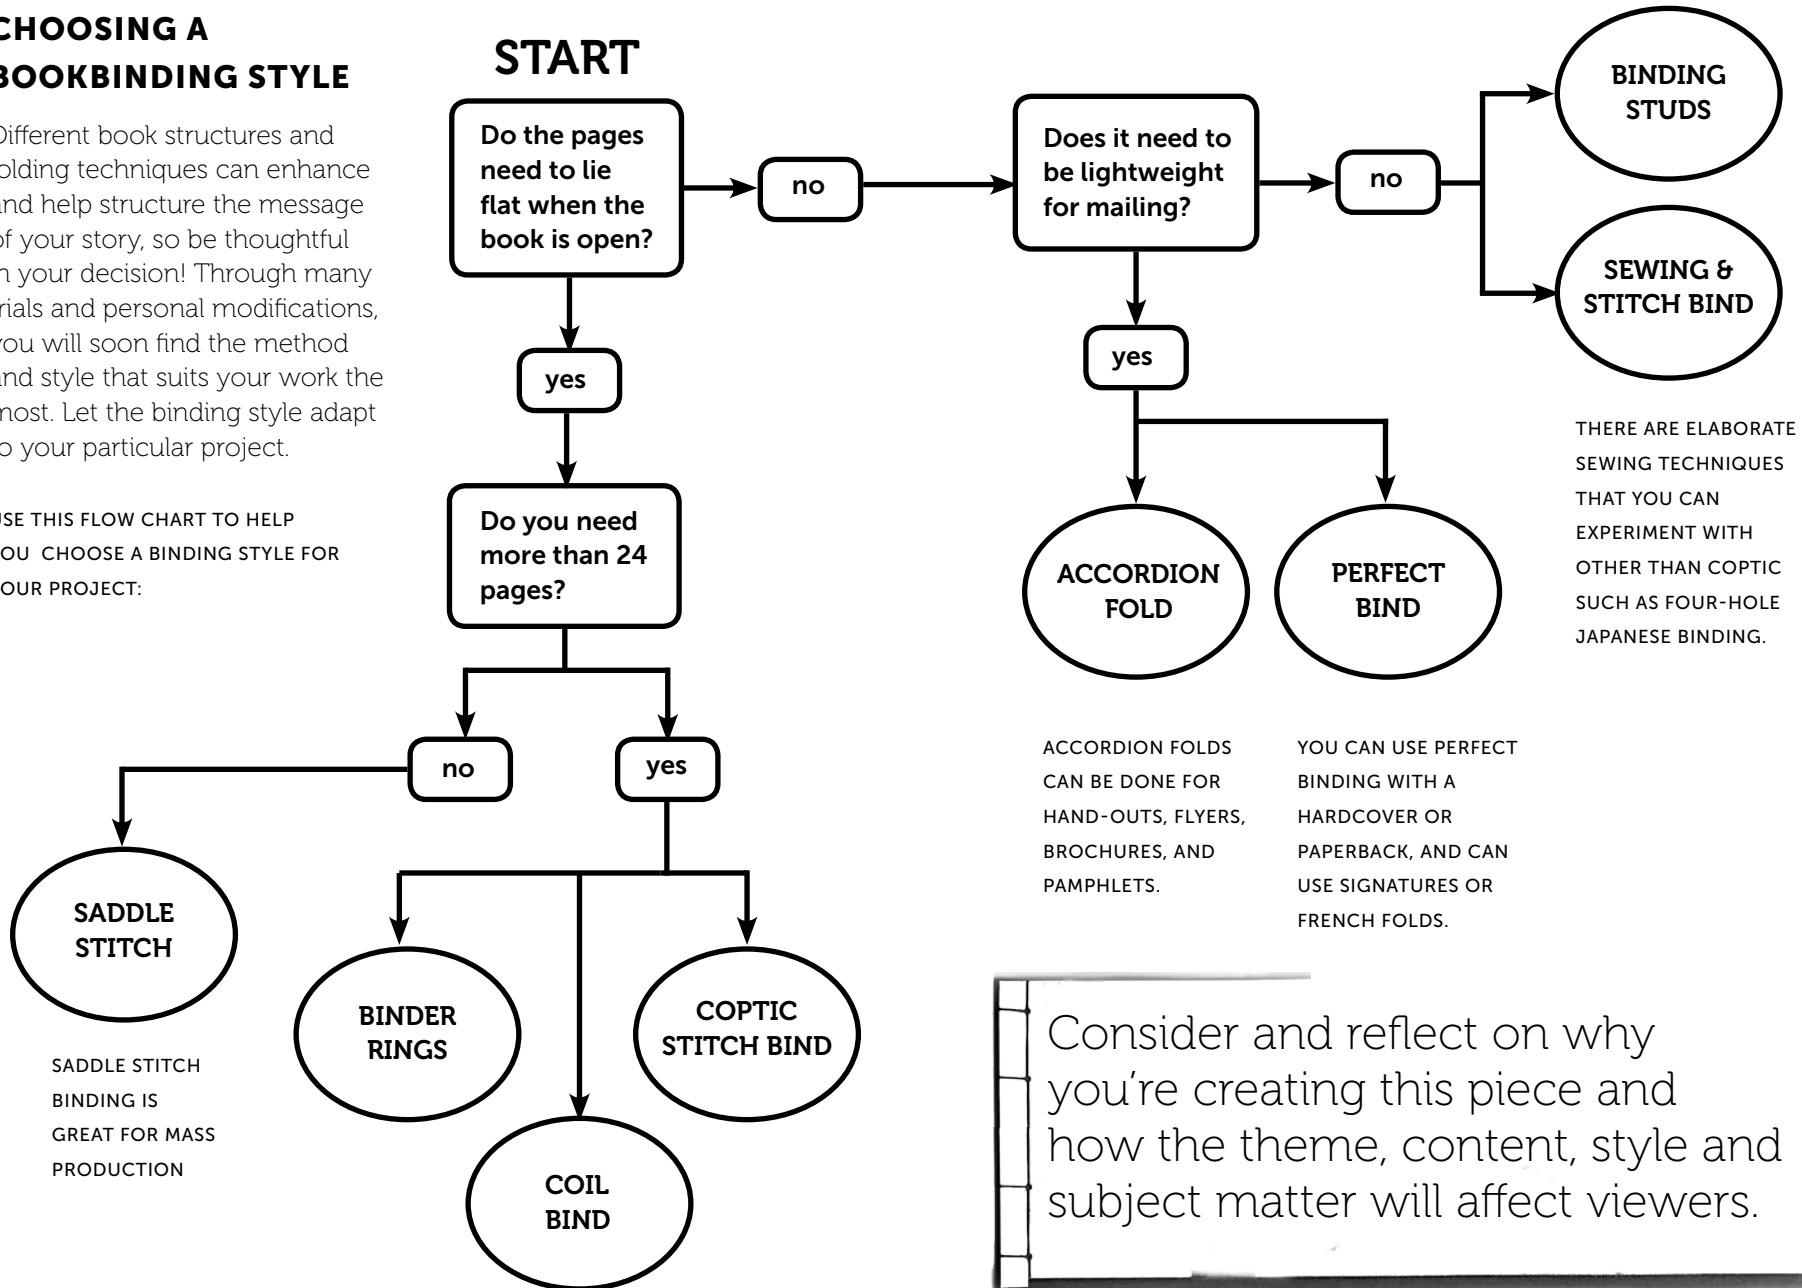 CHOOSING A
BOOKBINDING STYLE
Different book structures and
folding techniques can enhance
and help structure the message
of your story, so be thoughtful
in your decision! Through many
trials and personal modifications,
you will soon find the method
and style that suits your work the
most. Let the binding style adapt
to your particular project.
USE THIS FLOW CHART TO HELP
YOU CHOOSE A BINDING STYLE FOR
YOUR PROJECT:
START
Do the pages
need to lie
flat when the
book is open?
no
Does it need to
be lightweight
for mailing?
no
BINDING
STUDS
SEWING &
STITCH BIND
THERE ARE ELABORATE
SEWING TECHNIQUES
THAT YOU CAN
EXPERIMENT WITH
OTHER THAN COPTIC
SUCH AS FOUR-HOLE
JAPANESE BINDING.
yes
ACCORDION
FOLD
PERFECT
BIND
ACCORDION FOLDS
CAN BE DONE FOR
HAND-OUTS, FLYERS,
BROCHURES, AND
PAMPHLETS.
YOU CAN USE PERFECT
BINDING WITH A
HARDCOVER OR
PAPERBACK, AND CAN
USE SIGNATURES OR
FRENCH FOLDS.
yes
Do you need
more than 24
pages?
no
yes
SADDLE
STITCH
SADDLE STITCH
BINDING IS
GREAT FOR MASS
PRODUCTION
BINDER
RINGS
COIL
BIND
COPTIC
STITCH BIND
Consider and reflect on why
you're creating this piece and
how the theme, content, style and
subject matter will affect viewers.